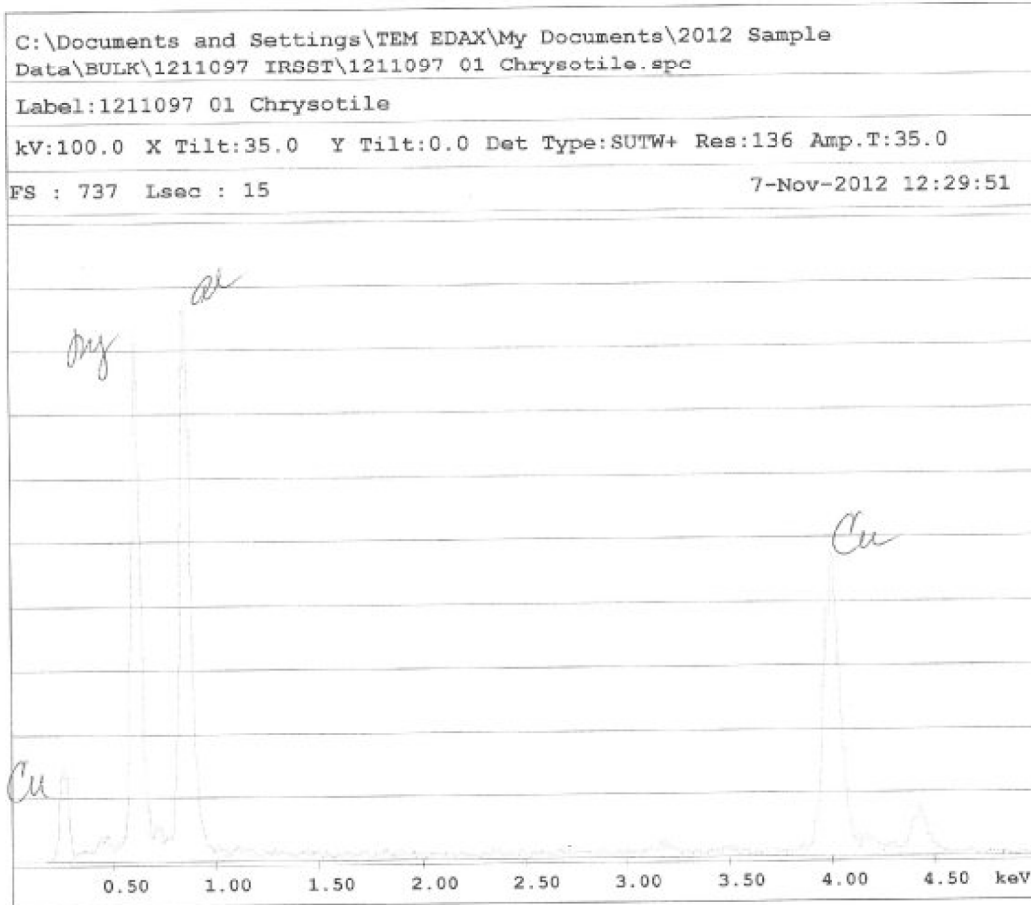 C:\Documents and Settings\TEM EDAX\My Documents\2012 Sample
Data\BULK\1211097 IRSST\1211097 01 Chrysotile.spc
Label:1211097 01 Chrysotile
kV:100.0 X Tilt:35.0 Y Tilt:0.0 Det Type:SUTW+ Res:136 Amp.T:35.0
FS : 737 Lsec : 15 7-Nov-2012 12:29:51
Mg
Cu
Cu
0.50 1.00 1.50 2.00 2.50 3.00 3.50 4.00 4.50 keV